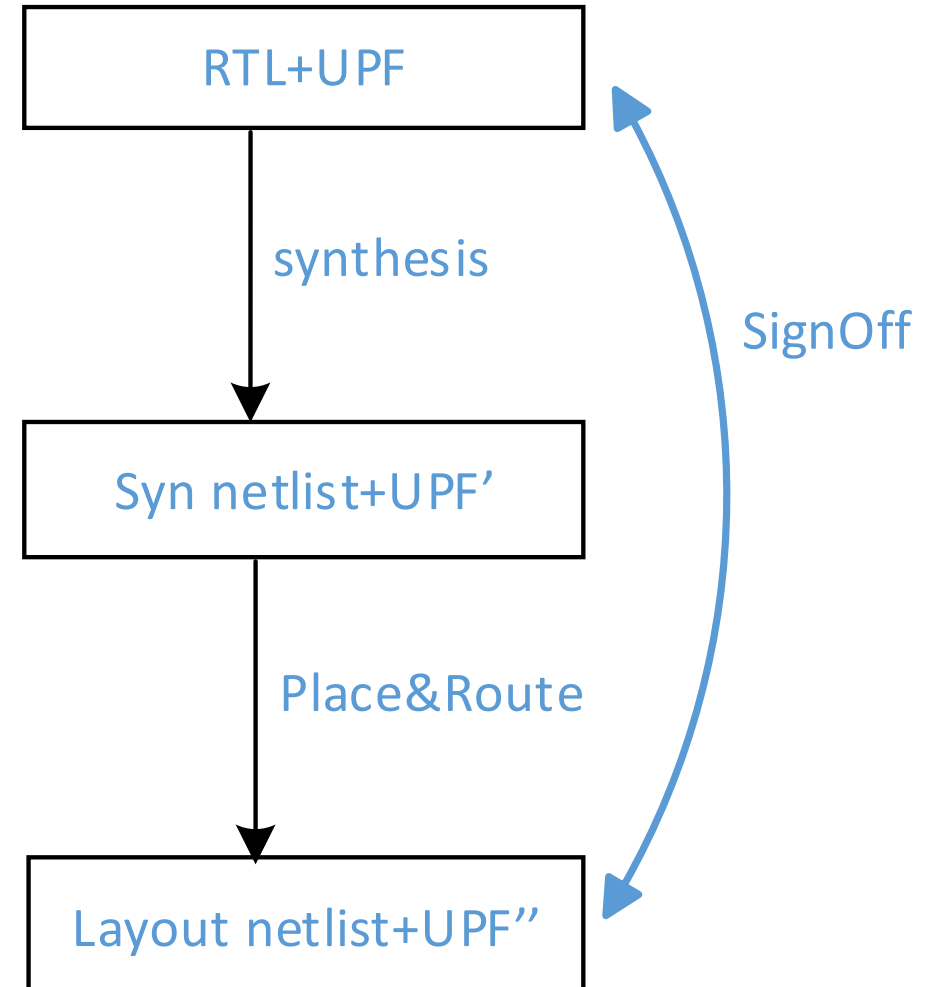 RTL+UPF
synthesis
SignOff
Syn netlist+UPF’
Place&Route
Layout netlist+UPF’’